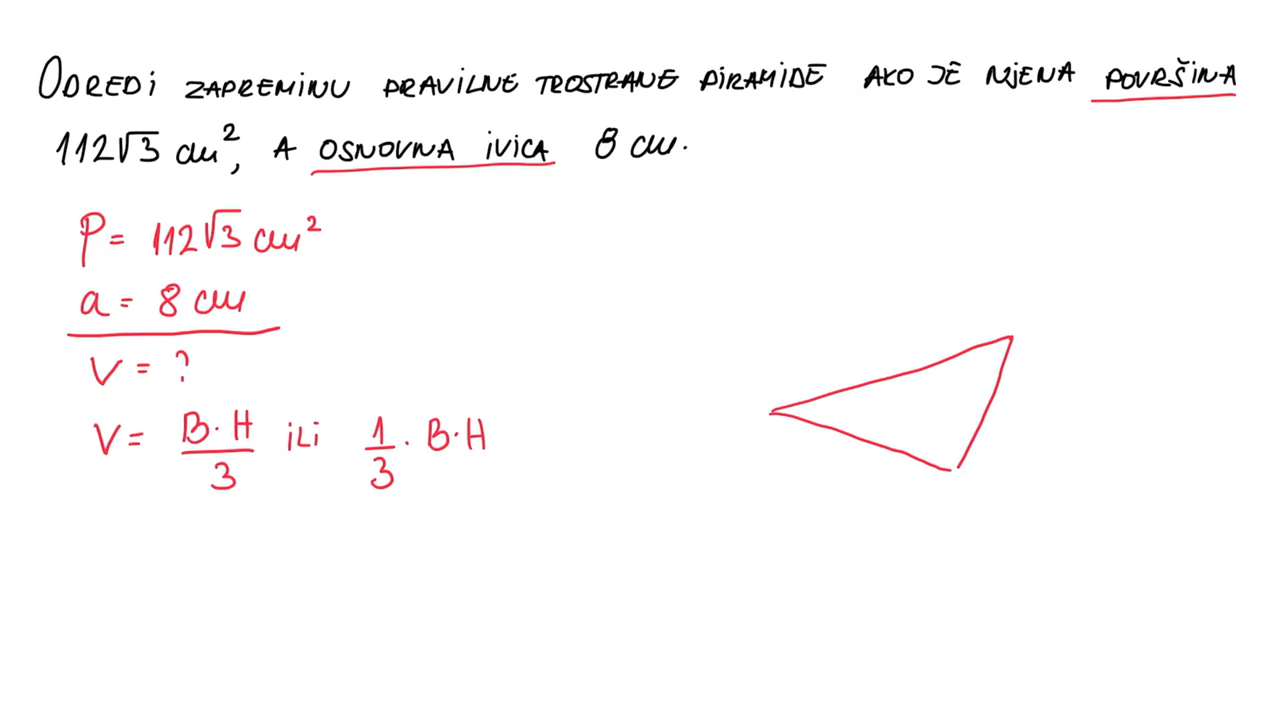 ODREDI ZAPREMINU PRAVILNE TROSTRANE PIRAMIDE AKO JE NJENA POVRŠINA
112√3 cm², A OSNOVNA IVICA 8 cm.
P = 112√3 cm²
a = 8 cm
V = ?
V = B·H/3 ili 1/3 · B·H